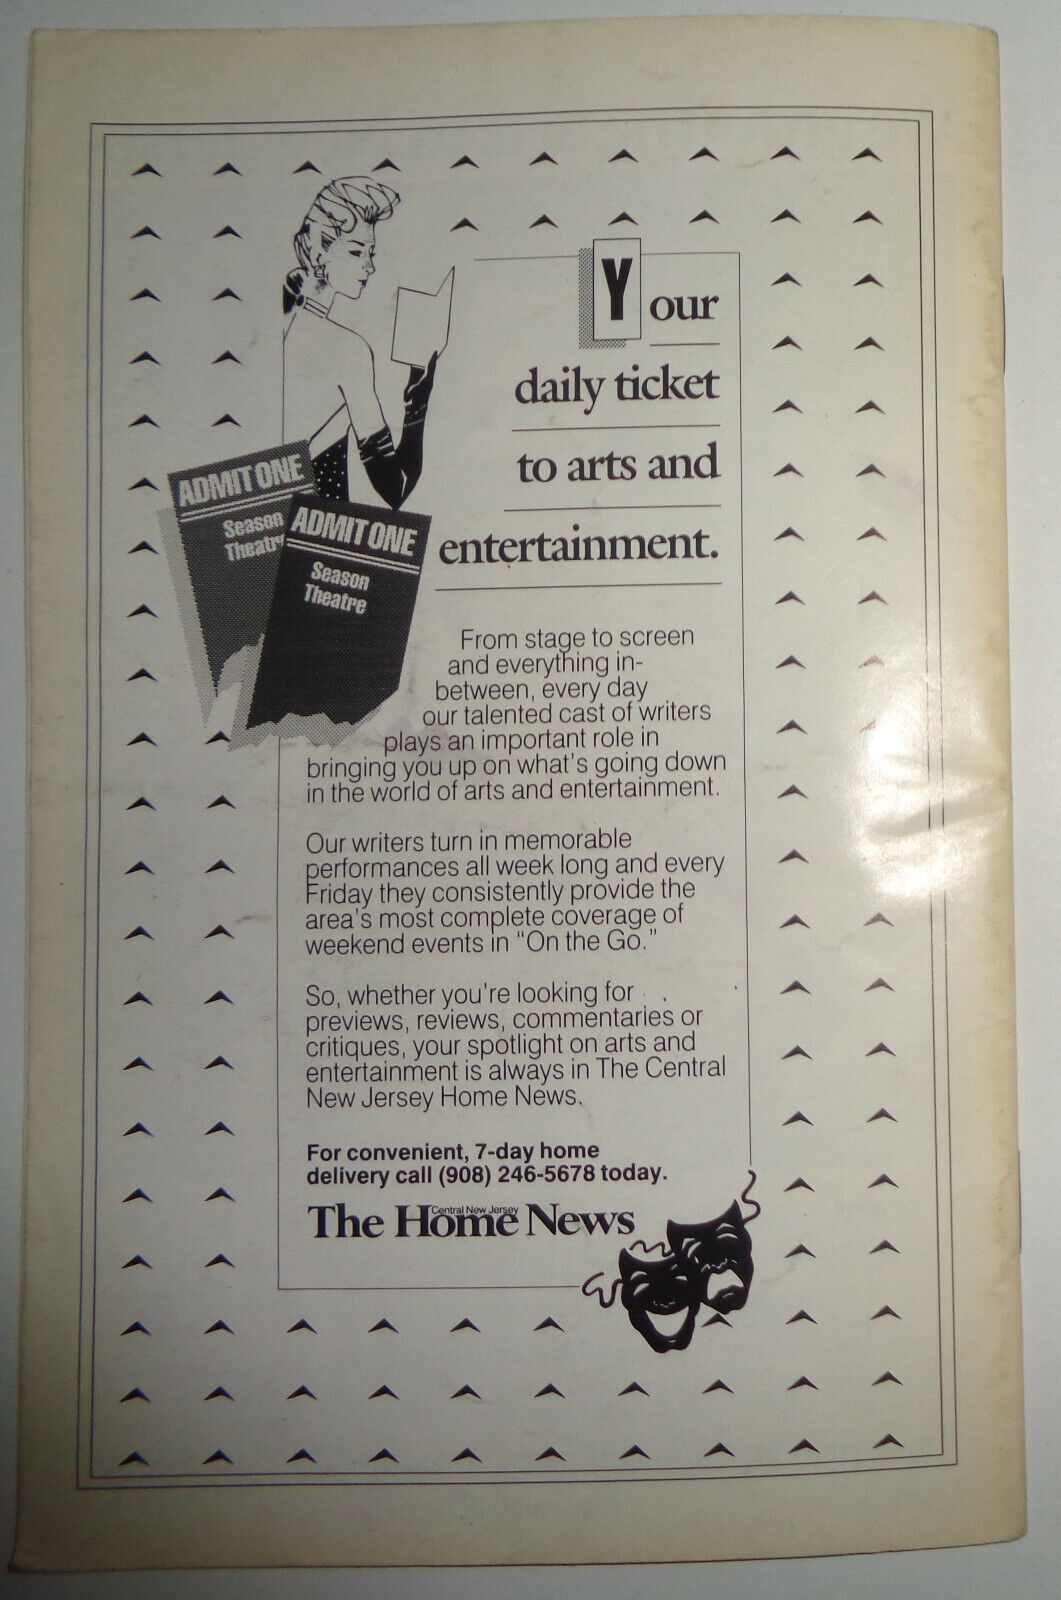 Your
daily ticket
to arts and
entertainment.
ADMIT ONE
Season
Theatre
ADMIT ONE
Season
Theatre
From stage to screen
and everything in-
between, every day
our talented cast of writers
plays an important role in
bringing you up on what's going down
in the world of arts and entertainment.
Our writers turn in memorable
performances all week long and every
Friday they consistently provide the
area's most complete coverage of
weekend events in "On the Go."
So, whether you're looking for
previews, reviews, commentaries or
critiques, your spotlight on arts and
entertainment is always in The Central
New Jersey Home News.
For convenient, 7-day home
delivery call (908) 246-5678 today.
Central New Jersey
The Home News